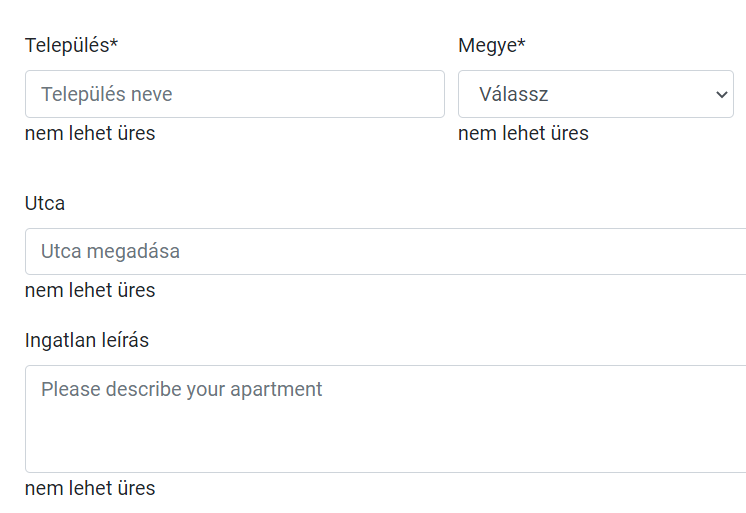 Település* Megye*
Település neve Válassz
nem lehet üres nem lehet üres
Utca
Utca megadása
nem lehet üres
Ingatlan leírás
Please describe your apartment
nem lehet üres